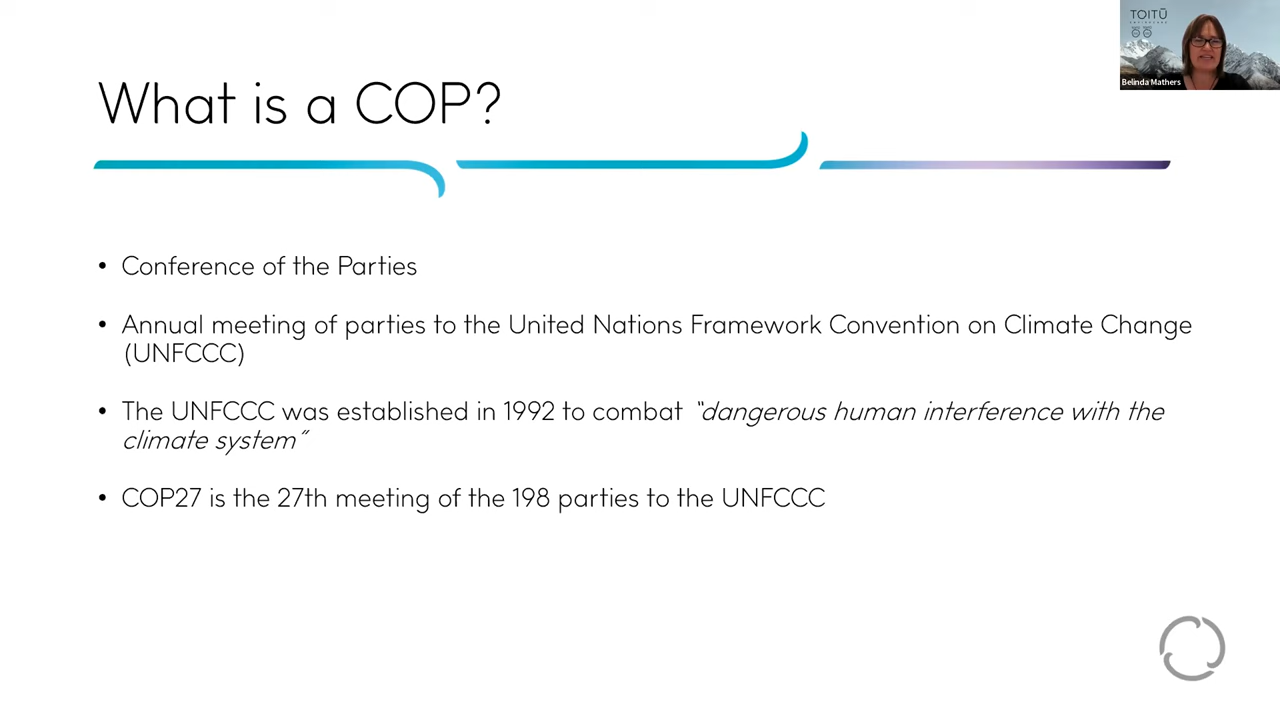 TOITŪ
Belinda Mathers
What is a COP?
• Conference of the Parties
• Annual meeting of parties to the United Nations Framework Convention on Climate Change
(UNFCCC)
• The UNFCCC was established in 1992 to combat “dangerous human interference with the
climate system”
• COP27 is the 27th meeting of the 198 parties to the UNFCCC